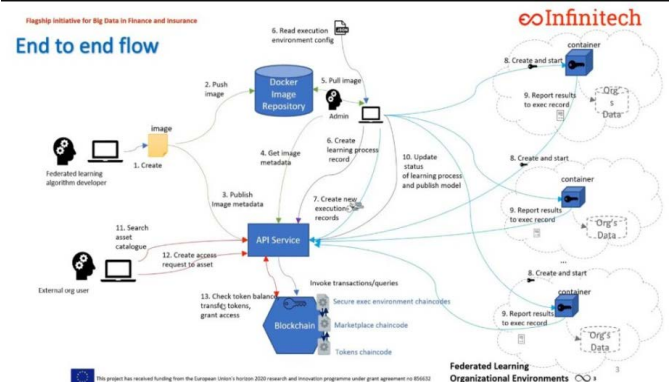 Flagship initiative for Big Data in Finance and Insurance
Infinitech
End to end flow
6. Read execution
environment config
JSON
container
8. Create and start
2. Push
image
Docker
Image
Repository
5. Pull image
Admin
9. Report results
to exec record
Org's
s
Data
image
1. Create
Federated learning
algorithm developer
4. Get image
metadata
6. Create
learning process
record
10. Update
status
of learning process
and publish model
3. Publish
Image metadata
7. Create new
execution
records
8. Create and start
container
9. Report results
to exec record
Org's
Data
...
11. Search
asset
catalogue
12. Create access
request to asset
API Service
External org user
Invoke transactions/queries
13. Check token balance,
transfer tokens,
grant access
Blockchain
Secure exec environment chaincodes
Marketplace chaincode
Tokens chaincode
8. Create and start
container
9. Report results
to exec record
Org's
Data
3
Federated Learning
Organizational Environments
This project has received funding from the European Union's horizon 2020 research and innovation programme under grant agreement no 856632